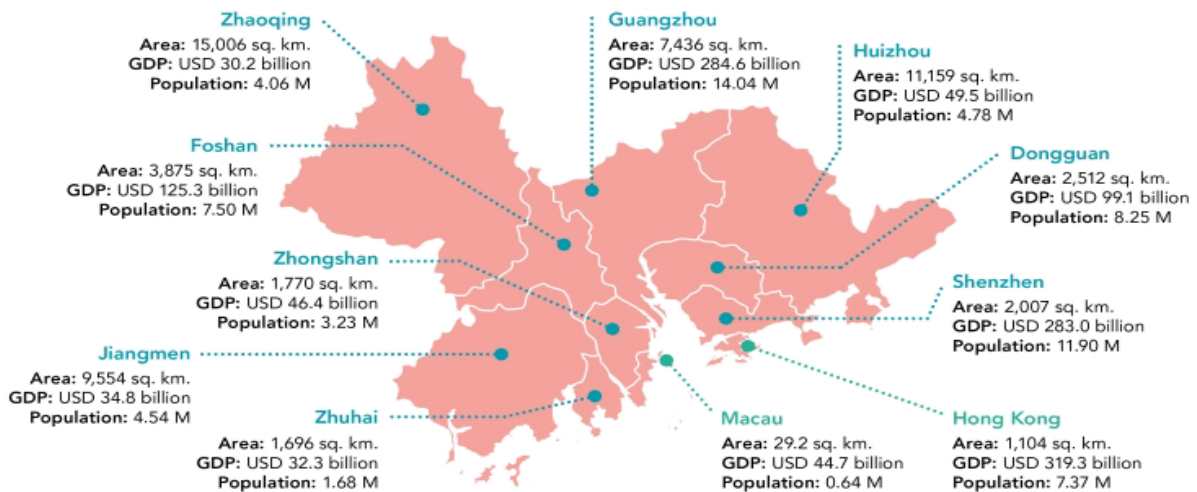 Zhaoqing
Area: 15,006 sq. km.
GDP: USD 30.2 billion
Population: 4.06 M
Guangzhou
Area: 7,436 sq. km.
GDP: USD 284.6 billion
Population: 14.04 M
Huizhou
Area: 11,159 sq. km.
GDP: USD 49.5 billion
Population: 4.78 M
Foshan
Area: 3,875 sq. km.
GDP: USD 125.3 billion
Population: 7.50 M
Dongguan
Area: 2,512 sq. km.
GDP: USD 99.1 billion
Population: 8.25 M
Zhongshan
Area: 1,770 sq. km.
GDP: USD 46.4 billion
Population: 3.23 M
Shenzhen
Area: 2,007 sq. km.
GDP: USD 283.0 billion
Population: 11.90 M
Jiangmen
Area: 9,554 sq. km.
GDP: USD 34.8 billion
Population: 4.54 M
Zhuhai
Area: 1,696 sq. km.
GDP: USD 32.3 billion
Population: 1.68 M
Macau
Area: 29.2 sq. km.
GDP: USD 44.7 billion
Population: 0.64 M
Hong Kong
Area: 1,104 sq. km.
GDP: USD 319.3 billion
Population: 7.37 M